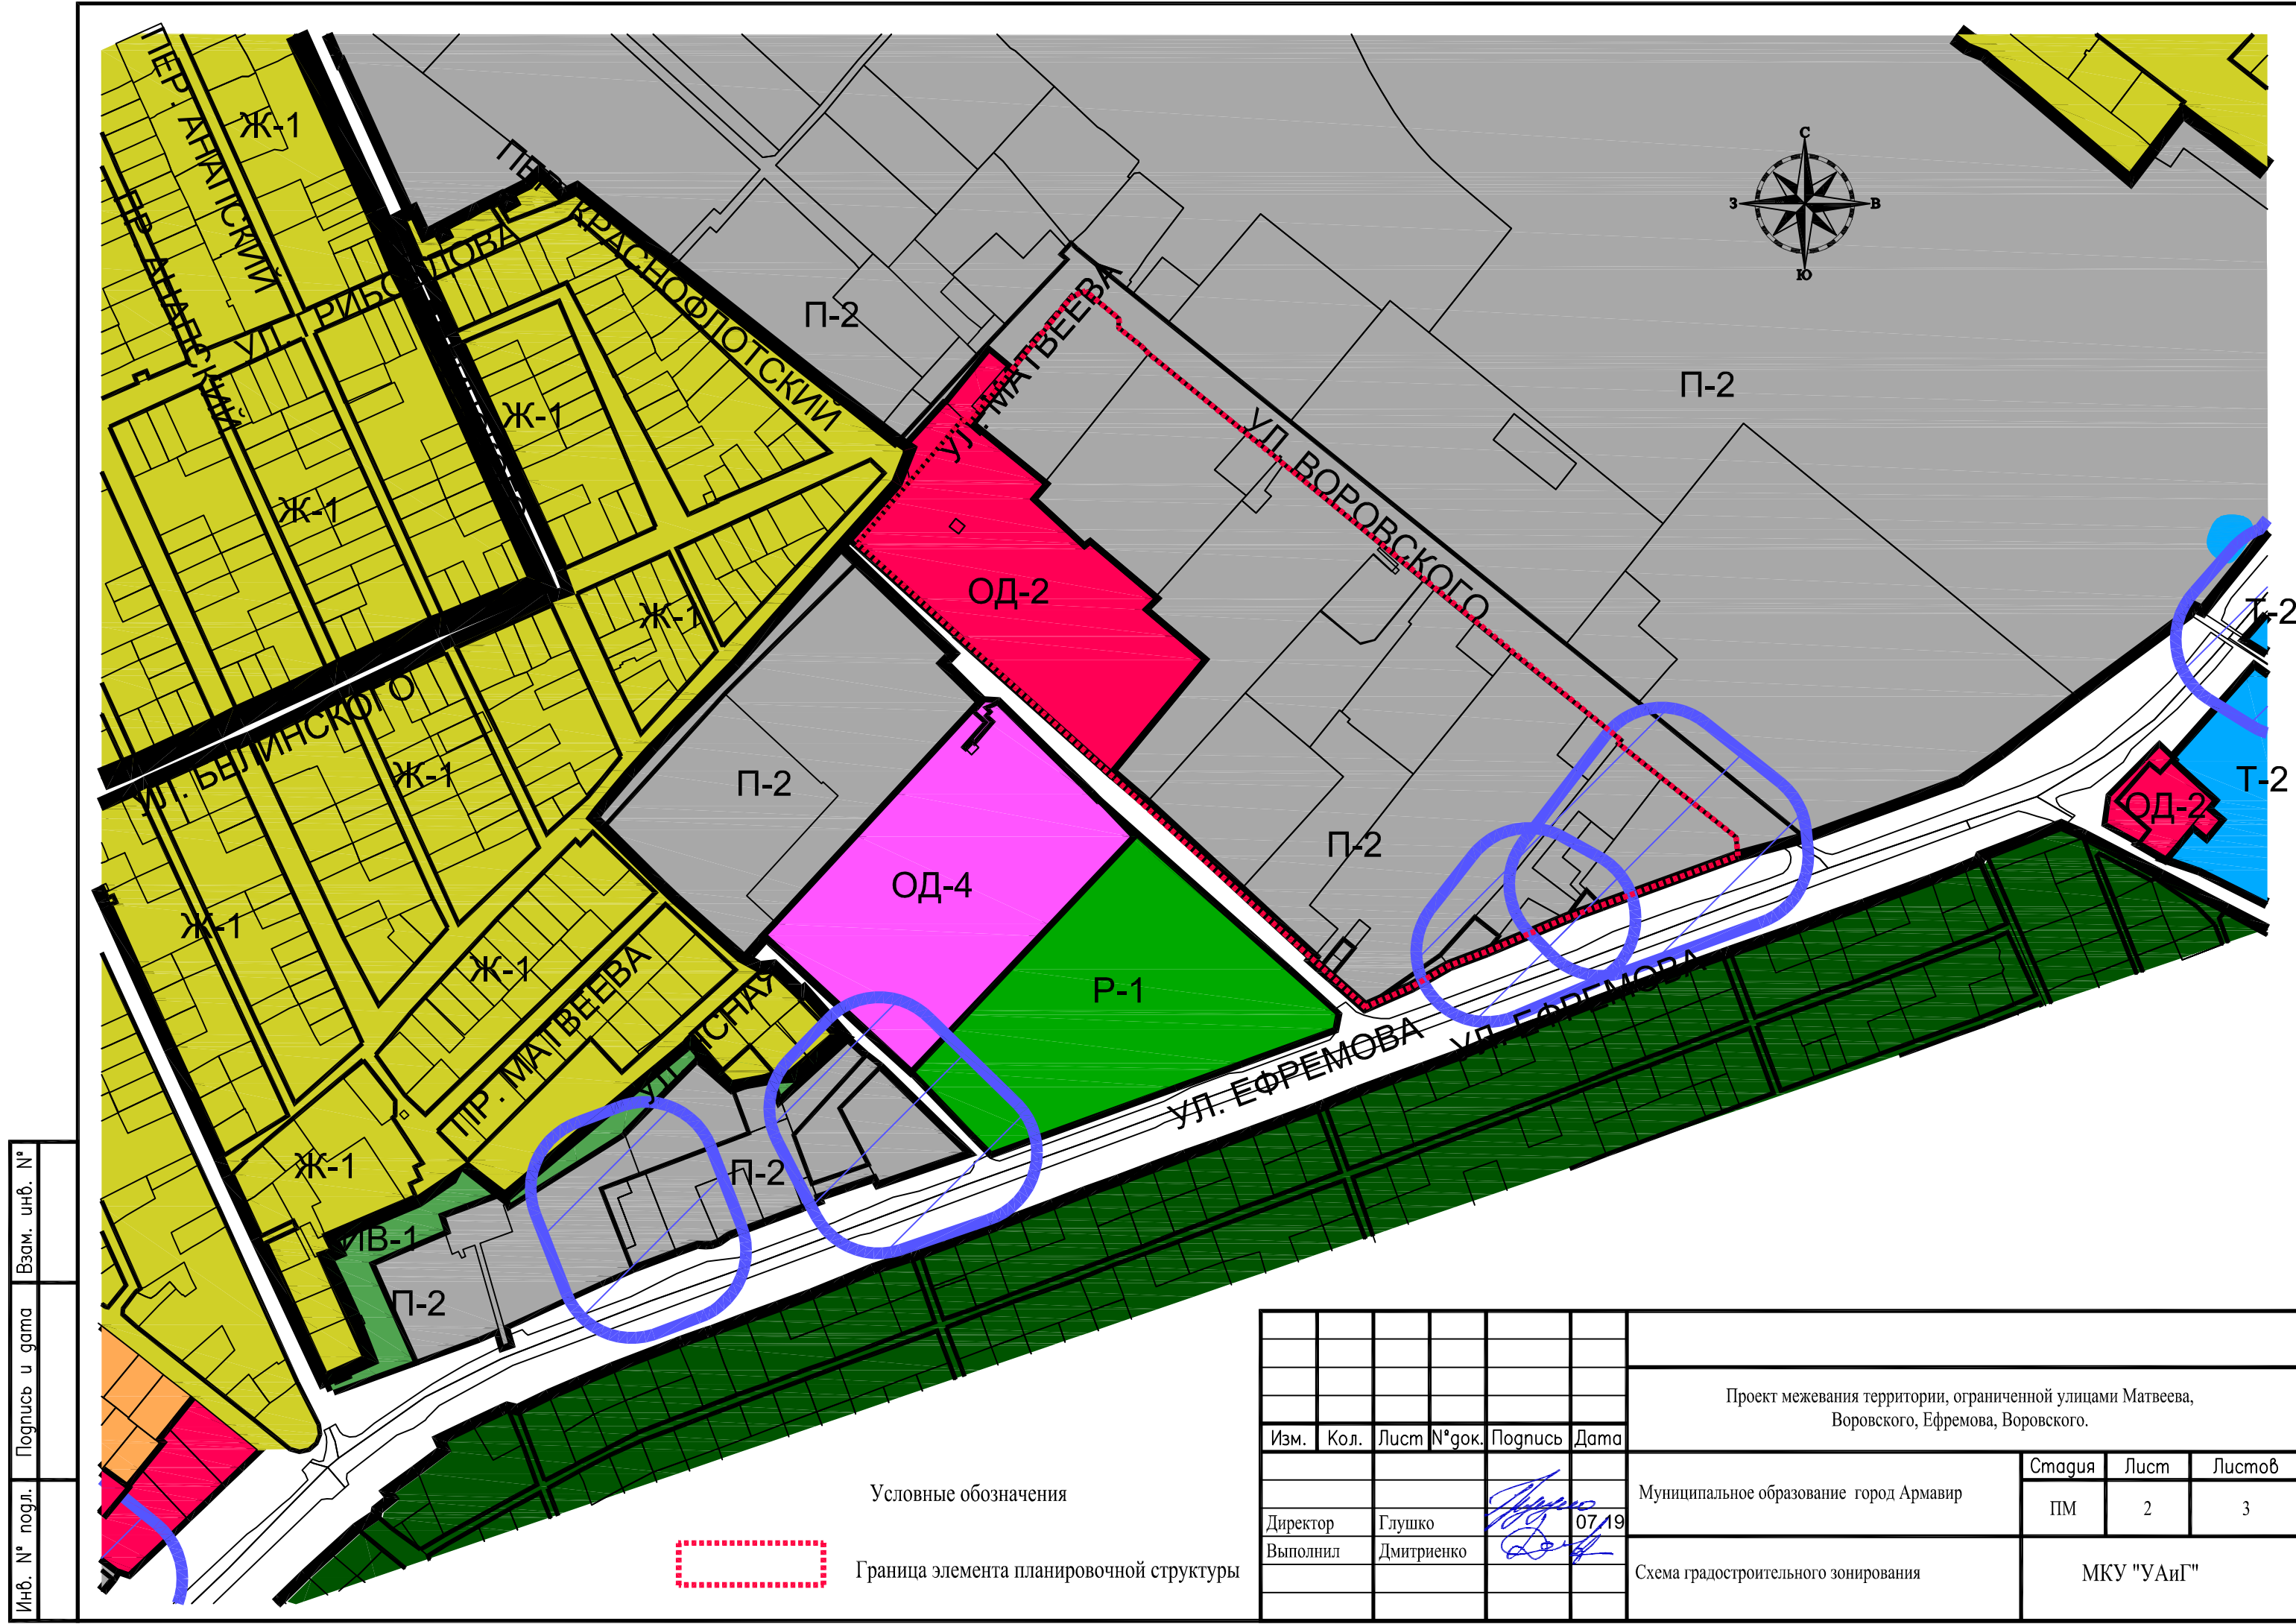 ПЕР. АНАПСКИЙ
Ж-1
ПР. АНАПСКИЙ
ПЕР. КРАСНОФЛОТСКИЙ
С
З
В
Ю
П-2
УЛ. МАТВЕЕВА
П-2
Ж-1
УЛ. ВОРОВСКОГО
Ж-1
ОД-2
Ж-1
Т-2
УЛ. БЕЛИНСКОГО
Ж-1
П-2
Т-2
ОД-2
П-2
ОД-4
Ж-1
Ж-1
Р-1
ПР. МАТВЕЕВА
УЛ. ЕФРЕМОВА
УЛ. ЕФРЕМОВА
Ж-1
П-2
ИВ-1
П-2
Взам. инв. N°
Подпись и дата
Инв. N° подл.
Условные обозначения
Граница элемента планировочной структуры
Изм. Кол. Лист N°док. Подпись Дата
Директор Глушко 07.19
Выполнил Дмитриенко
Проект межевания территории, ограниченной улицами Матвеева,
Воровского, Ефремова, Воровского.
Муниципальное образование город Армавир
Стадия Лист Листов
ПМ 2 3
Схема градостроительного зонирования
МКУ "УАиГ"